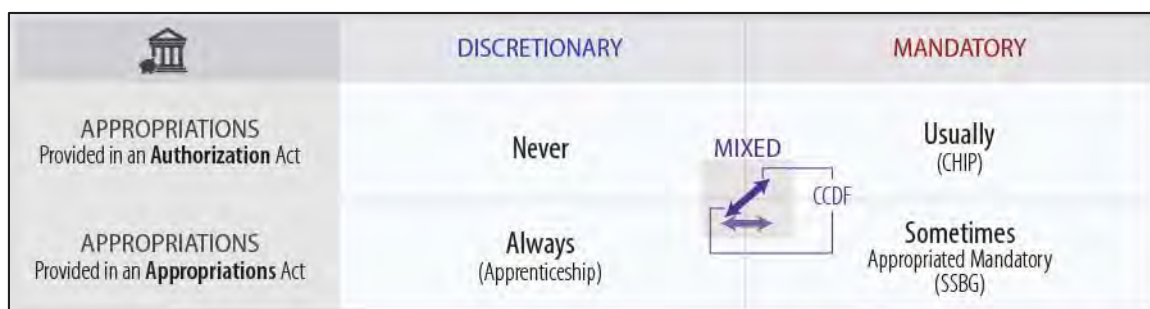 DISCRETIONARY
MANDATORY
APPROPRIATIONS
Provided in an Authorization Act
Never
MIXED
Usually
(CHIP)
CCDF
APPROPRIATIONS
Provided in an Appropriations Act
Always
(Apprenticeship)
Sometimes
Appropriated Mandatory
(SSBG)